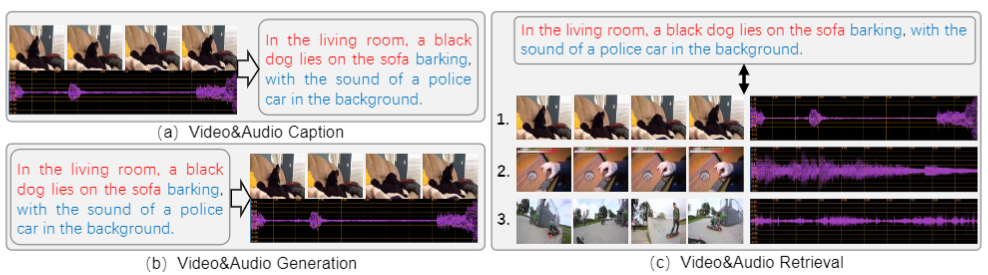 In the living room, a black
dog lies on the sofa barking,
with the sound of a police
car in the background.
(a) Video&Audio Caption
In the living room, a black
dog lies on the sofa barking,
with the sound of a police
car in the background.
(b) Video&Audio Generation
In the living room, a black dog lies on the sofa barking, with the
sound of a police car in the background.
1.
2.
3.
(c) Video&Audio Retrieval